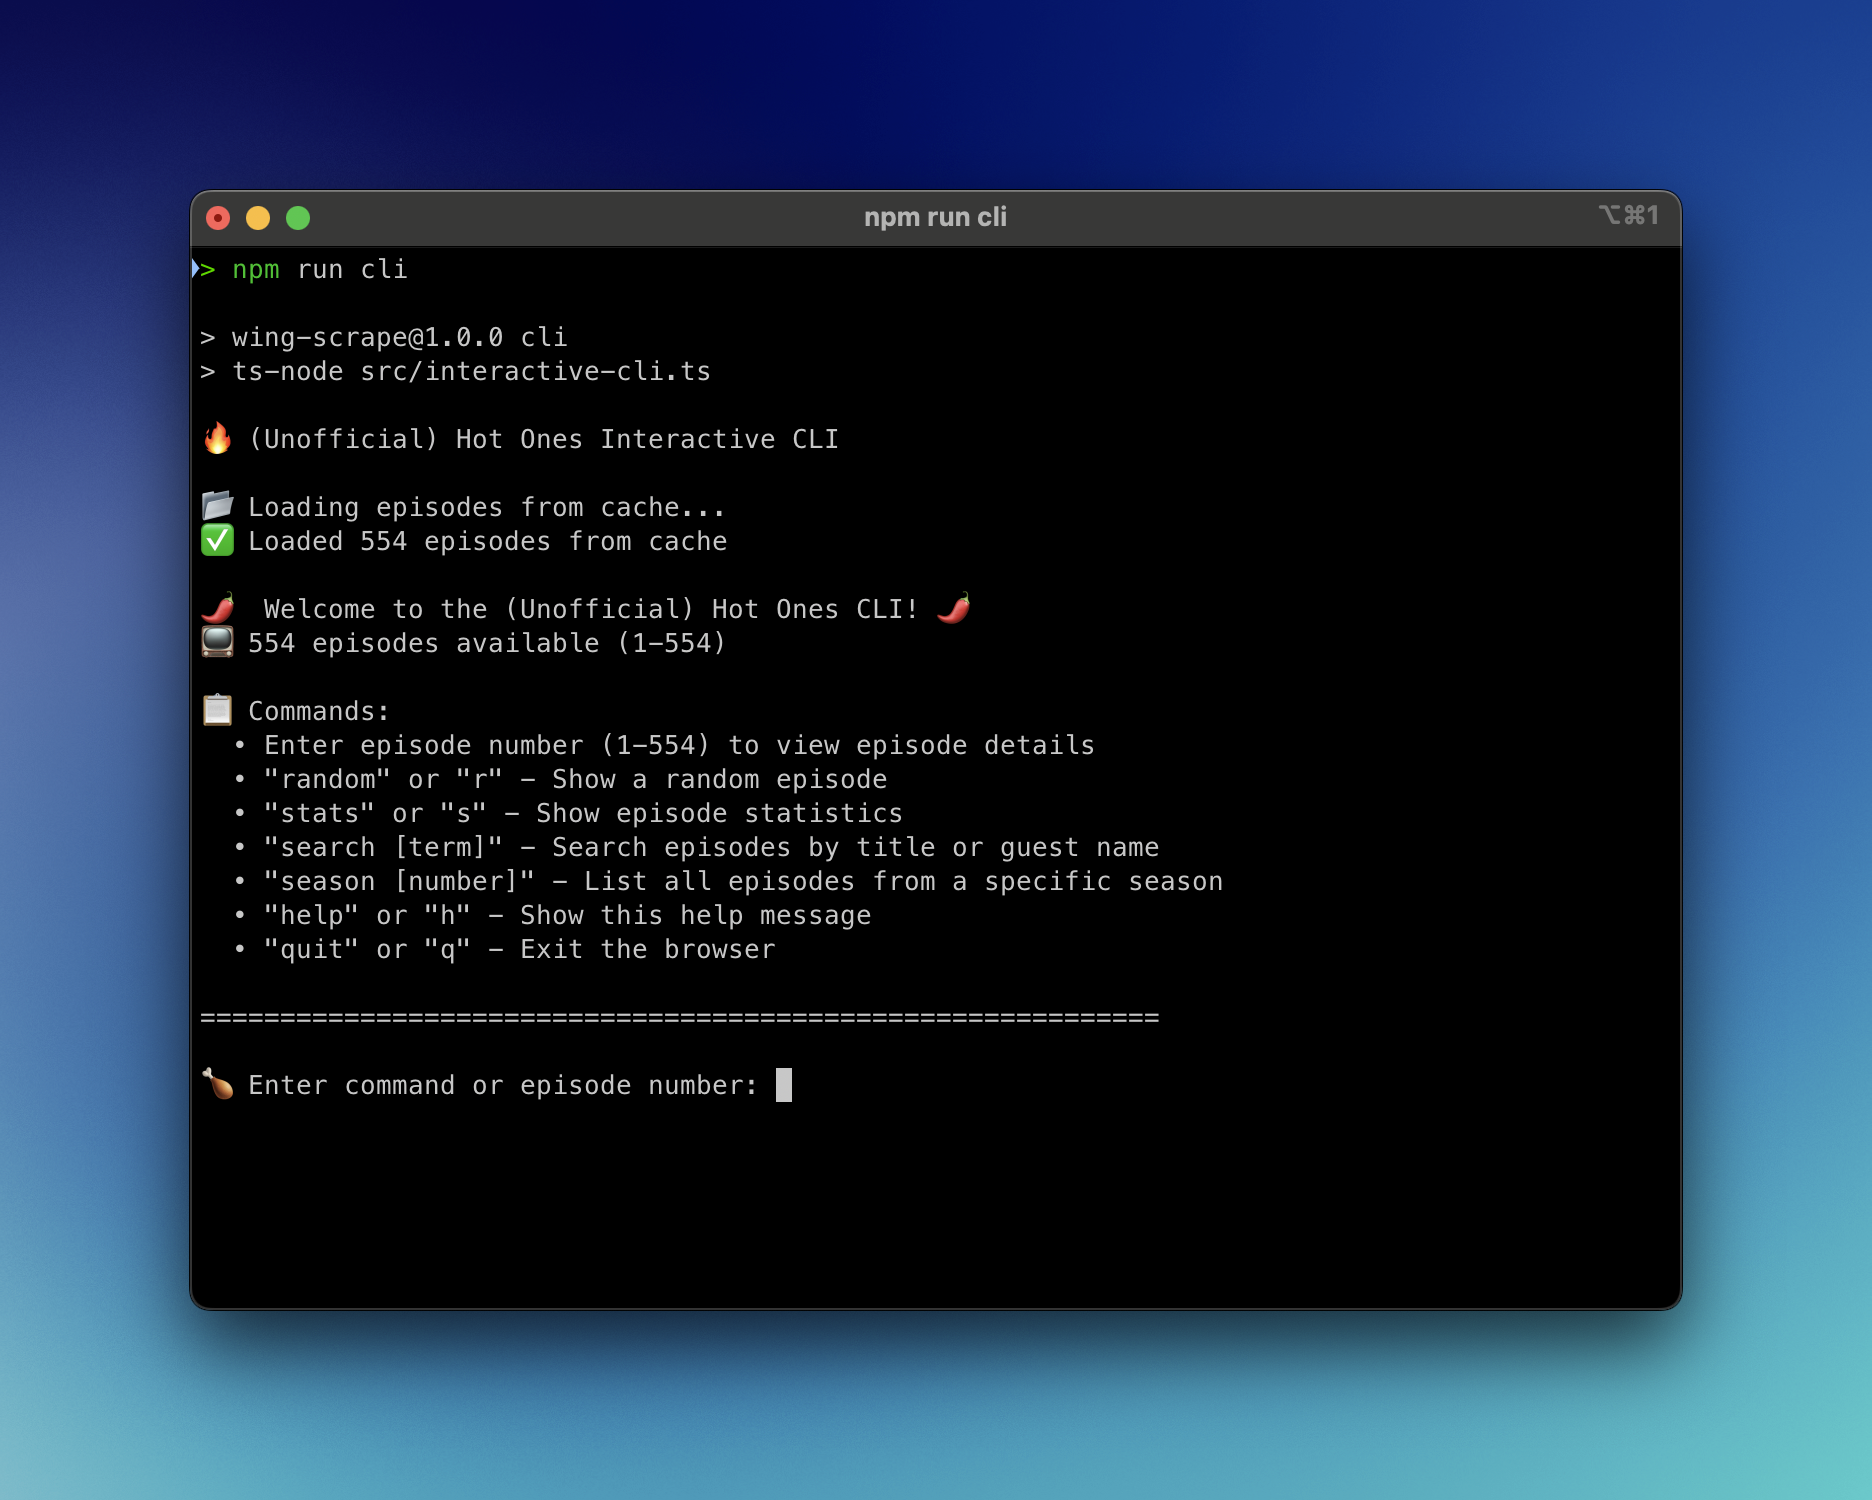 npm run cli
⌥⌘1
> npm run cli
> wing-scrape@1.0.0 cli
> ts-node src/interactive-cli.ts
🔥 (Unofficial) Hot Ones Interactive CLI
📂 Loading episodes from cache...
✅ Loaded 554 episodes from cache
🌶️  Welcome to the (Unofficial) Hot Ones CLI! 🌶️
📺 554 episodes available (1-554)
📋 Commands:
• Enter episode number (1-554) to view episode details
• "random" or "r" - Show a random episode
• "stats" or "s" - Show episode statistics
• "search [term]" - Search episodes by title or guest name
• "season [number]" - List all episodes from a specific season
• "help" or "h" - Show this help message
• "quit" or "q" - Exit the browser
============================================================
🍗 Enter command or episode number: